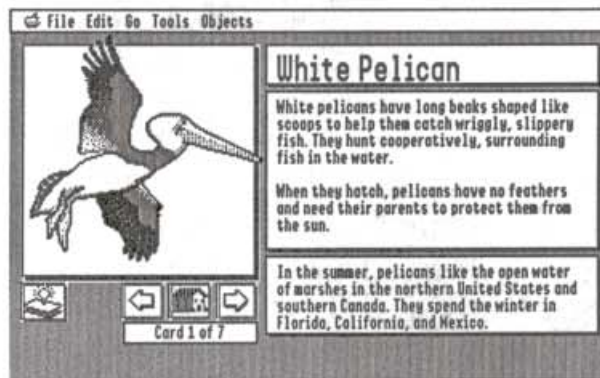 File Edit Go Tools Objects
White Pelican
White pelicans have long beaks shaped like
scoops to help them catch wriggly, slippery
fish. They hunt cooperatively, surrounding
fish in the water.
When they hatch, pelicans have no feathers
and need their parents to protect them from
the sun.
In the summer, pelicans like the open water
of marshes in the northern United States and
southern Canada. They spend the winter in
Florida, California, and Mexico.
Card 1 of 7